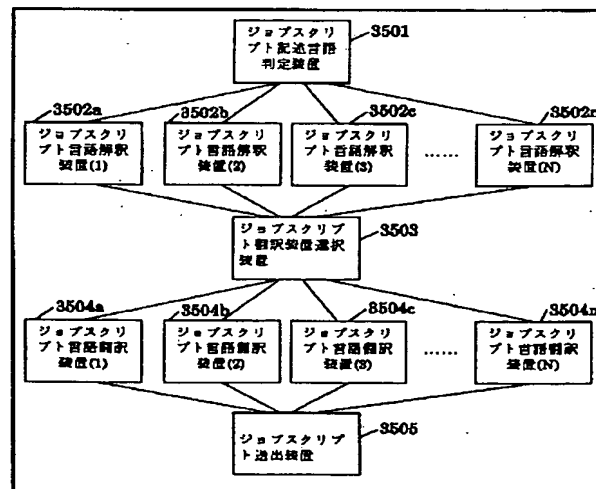 3501
ジョブスクリ
プト記述言語
判定装置
3502a
3502b
3502c
3502n
ジョブスクリ
プト言語解釈
装置(1)
ジョブスクリ
プト言語解釈
装置(2)
ジョブスクリ
プト言語解釈
装置(3)
……
ジョブスクリ
プト言語解釈
装置(N)
3503
ジョブスクリプ
ト翻訳装置選択
装置
3504a
3504b
3504c
3504n
ジョブスクリ
プト言語翻訳
装置(1)
ジョブスクリ
プト言語翻訳
装置(2)
ジョブスクリ
プト言語翻訳
装置(3)
……
ジョブスクリ
プト言語翻訳
装置(N)
3505
ジョブスクリプ
ト送出装置